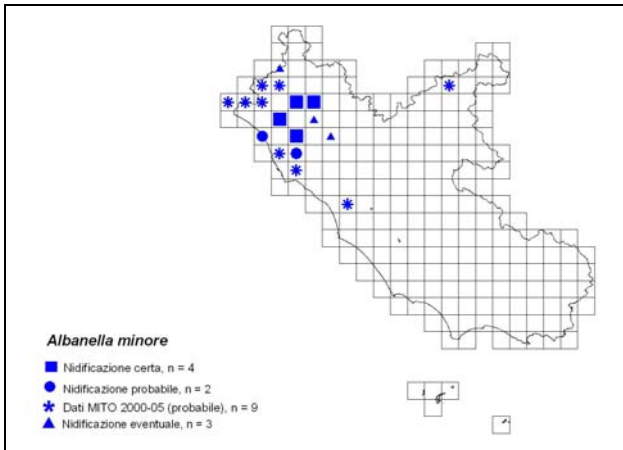 Albanella minore
Nidificazione certa, n = 4
Nidificazione probabile, n = 2
Dati MITO 2000-05 (probabile), n = 9
Nidificazione eventuale, n = 3